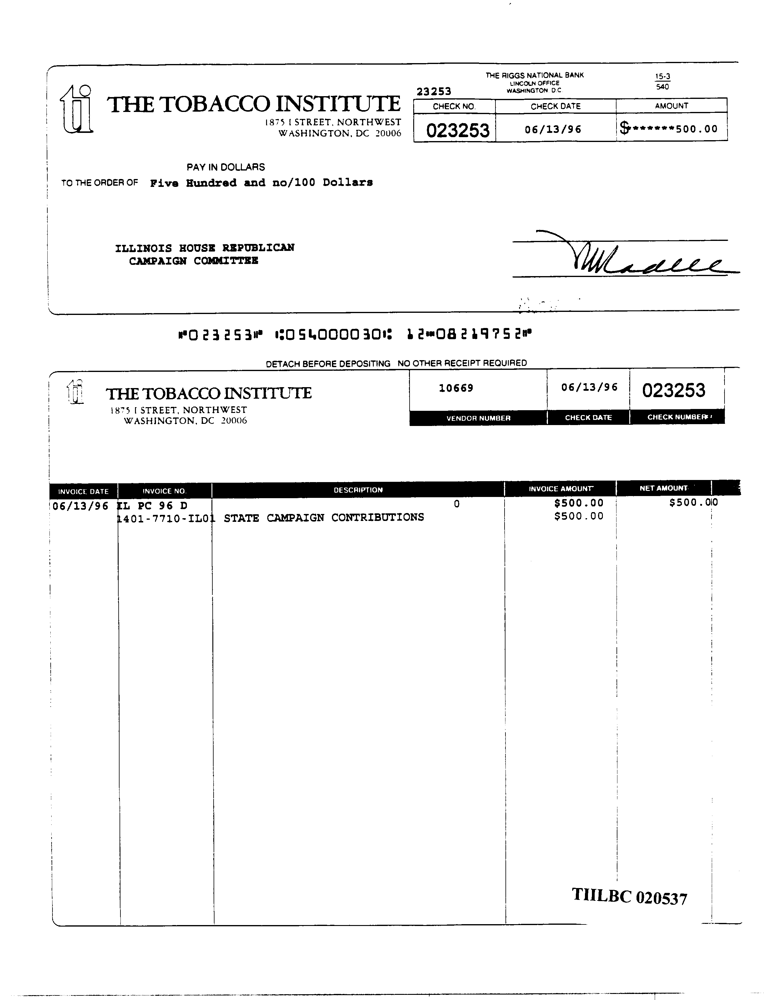 THE RIGGS NATIONAL BANK
LINCOLN OFFICE
WASHINGTON D C
15-3
540
23253
ti THE TOBACCO INSTITUTE
1875 I STREET, NORTHWEST
WASHINGTON, DC 20006
CHECK NO. CHECK DATE AMOUNT
023253 06/13/96 $*******500.00
PAY IN DOLLARS
TO THE ORDER OF Five Hundred and no/100 Dollars
ILLINOIS HOUSE REPUBLICAN
CAMPAIGN COMMITTEE
⑈023253⑈ ⑆054000030⑆ 12⑉08219752⑈
DETACH BEFORE DEPOSITING NO OTHER RECEIPT REQUIRED
ti THE TOBACCO INSTITUTE
1875 I STREET, NORTHWEST
WASHINGTON, DC 20006
10669 06/13/96 023253
VENDOR NUMBER CHECK DATE CHECK NUMBER
INVOICE DATE INVOICE NO. DESCRIPTION INVOICE AMOUNT NET AMOUNT
06/13/96 IL PC 96 D 0 $500.00 $500.00
1401-7710-IL01 STATE CAMPAIGN CONTRIBUTIONS $500.00
TIILBC 020537